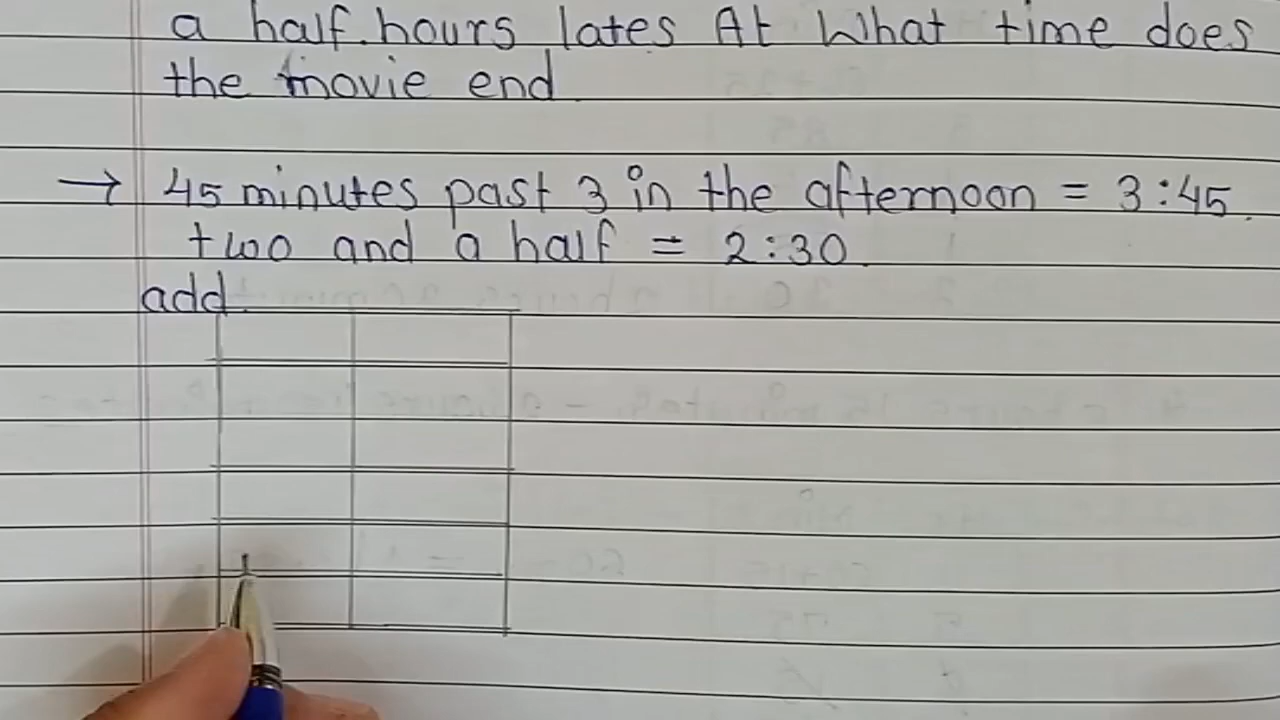 a half hours lates At What time does
the movie end
→ 45 minutes past 3 in the afternoon = 3:45
two and a half = 2:30
add